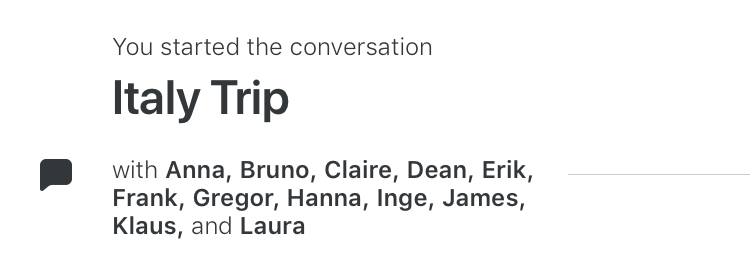 You started the conversation
Italy Trip
with Anna, Bruno, Claire, Dean, Erik,
Frank, Gregor, Hanna, Inge, James,
Klaus, and Laura